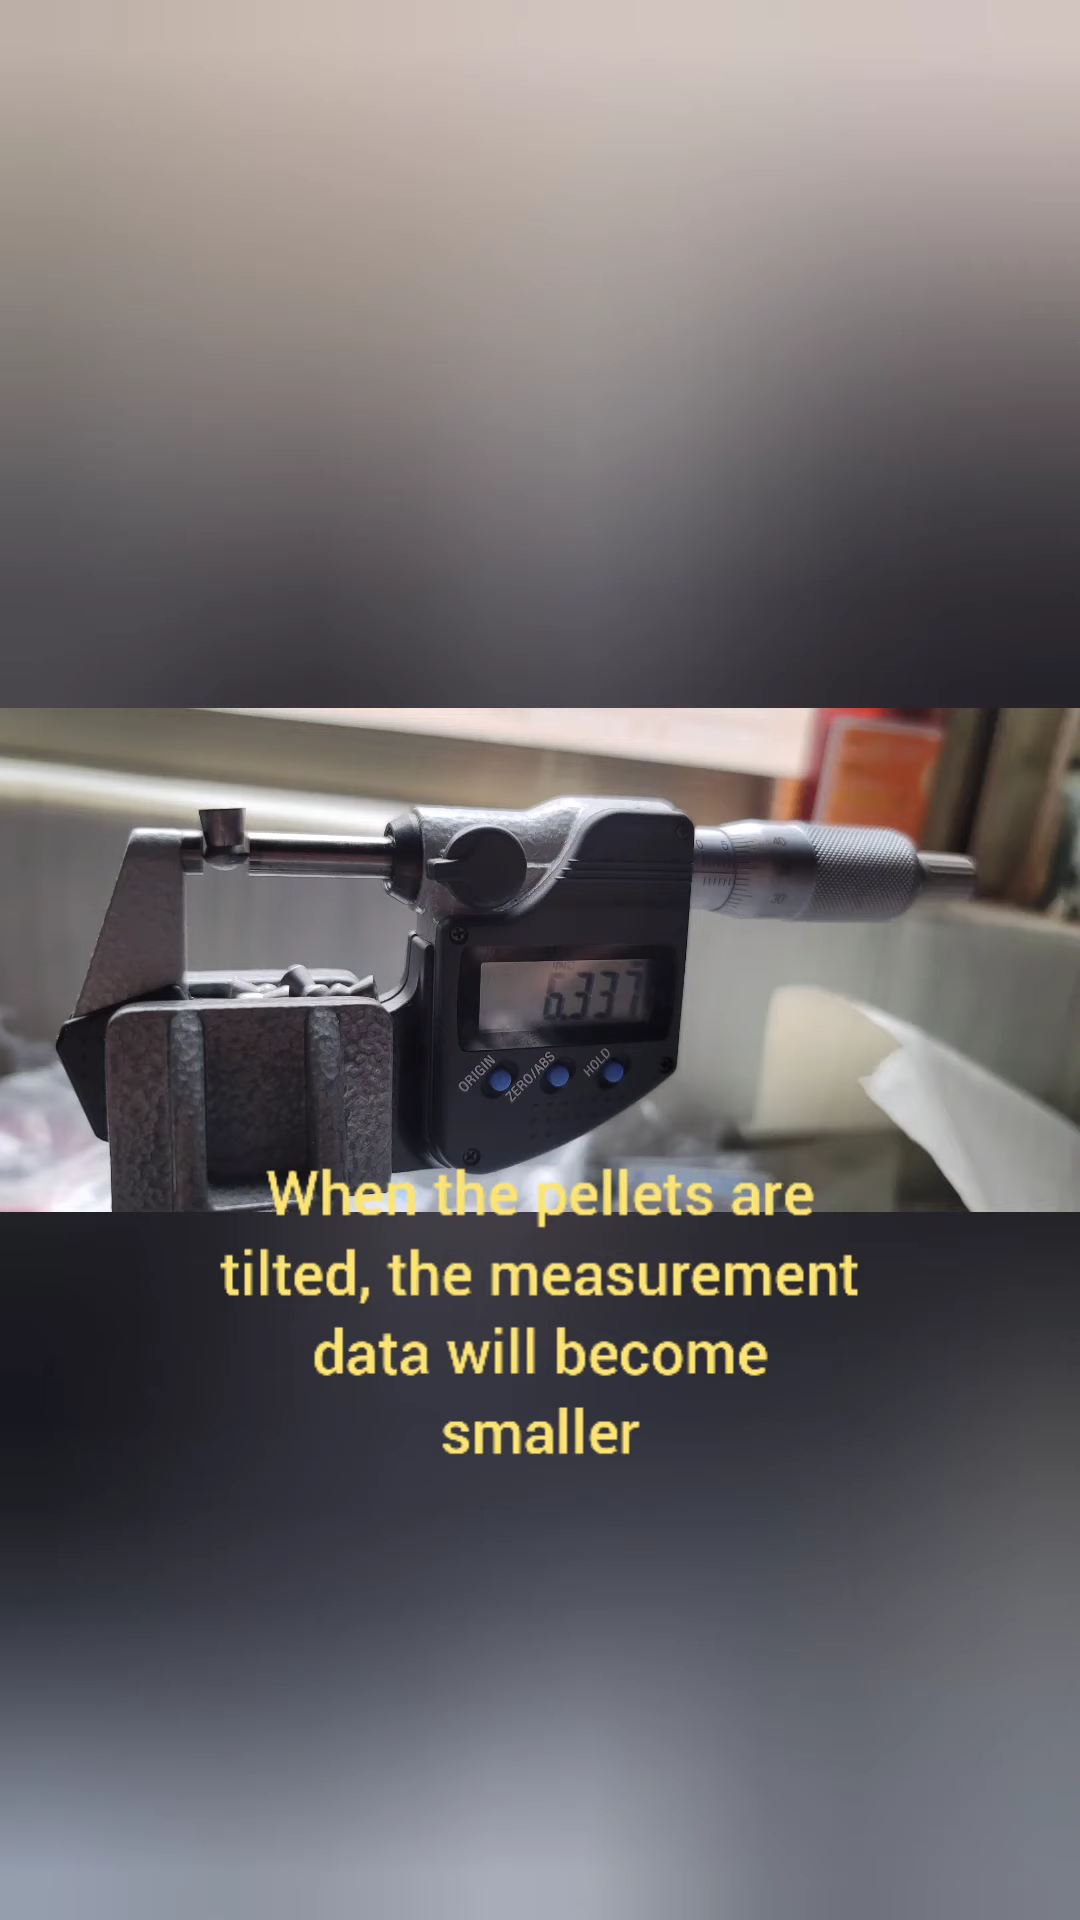 6.337
ORIGIN
ZERO/ABS
HOLD
When the pellets are
tilted, the measurement
data will become
smaller